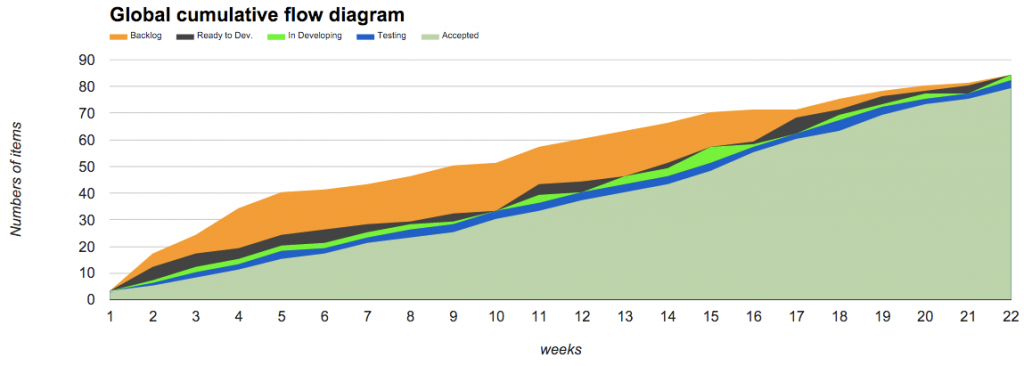 Global cumulative flow diagram
Backlog Ready to Dev. In Developing Testing Accepted
90
80
70
60
50
40
30
20
10
0
Numbers of items
1 2 3 4 5 6 7 8 9 10 11 12 13 14 15 16 17 18 19 20 21 22
weeks